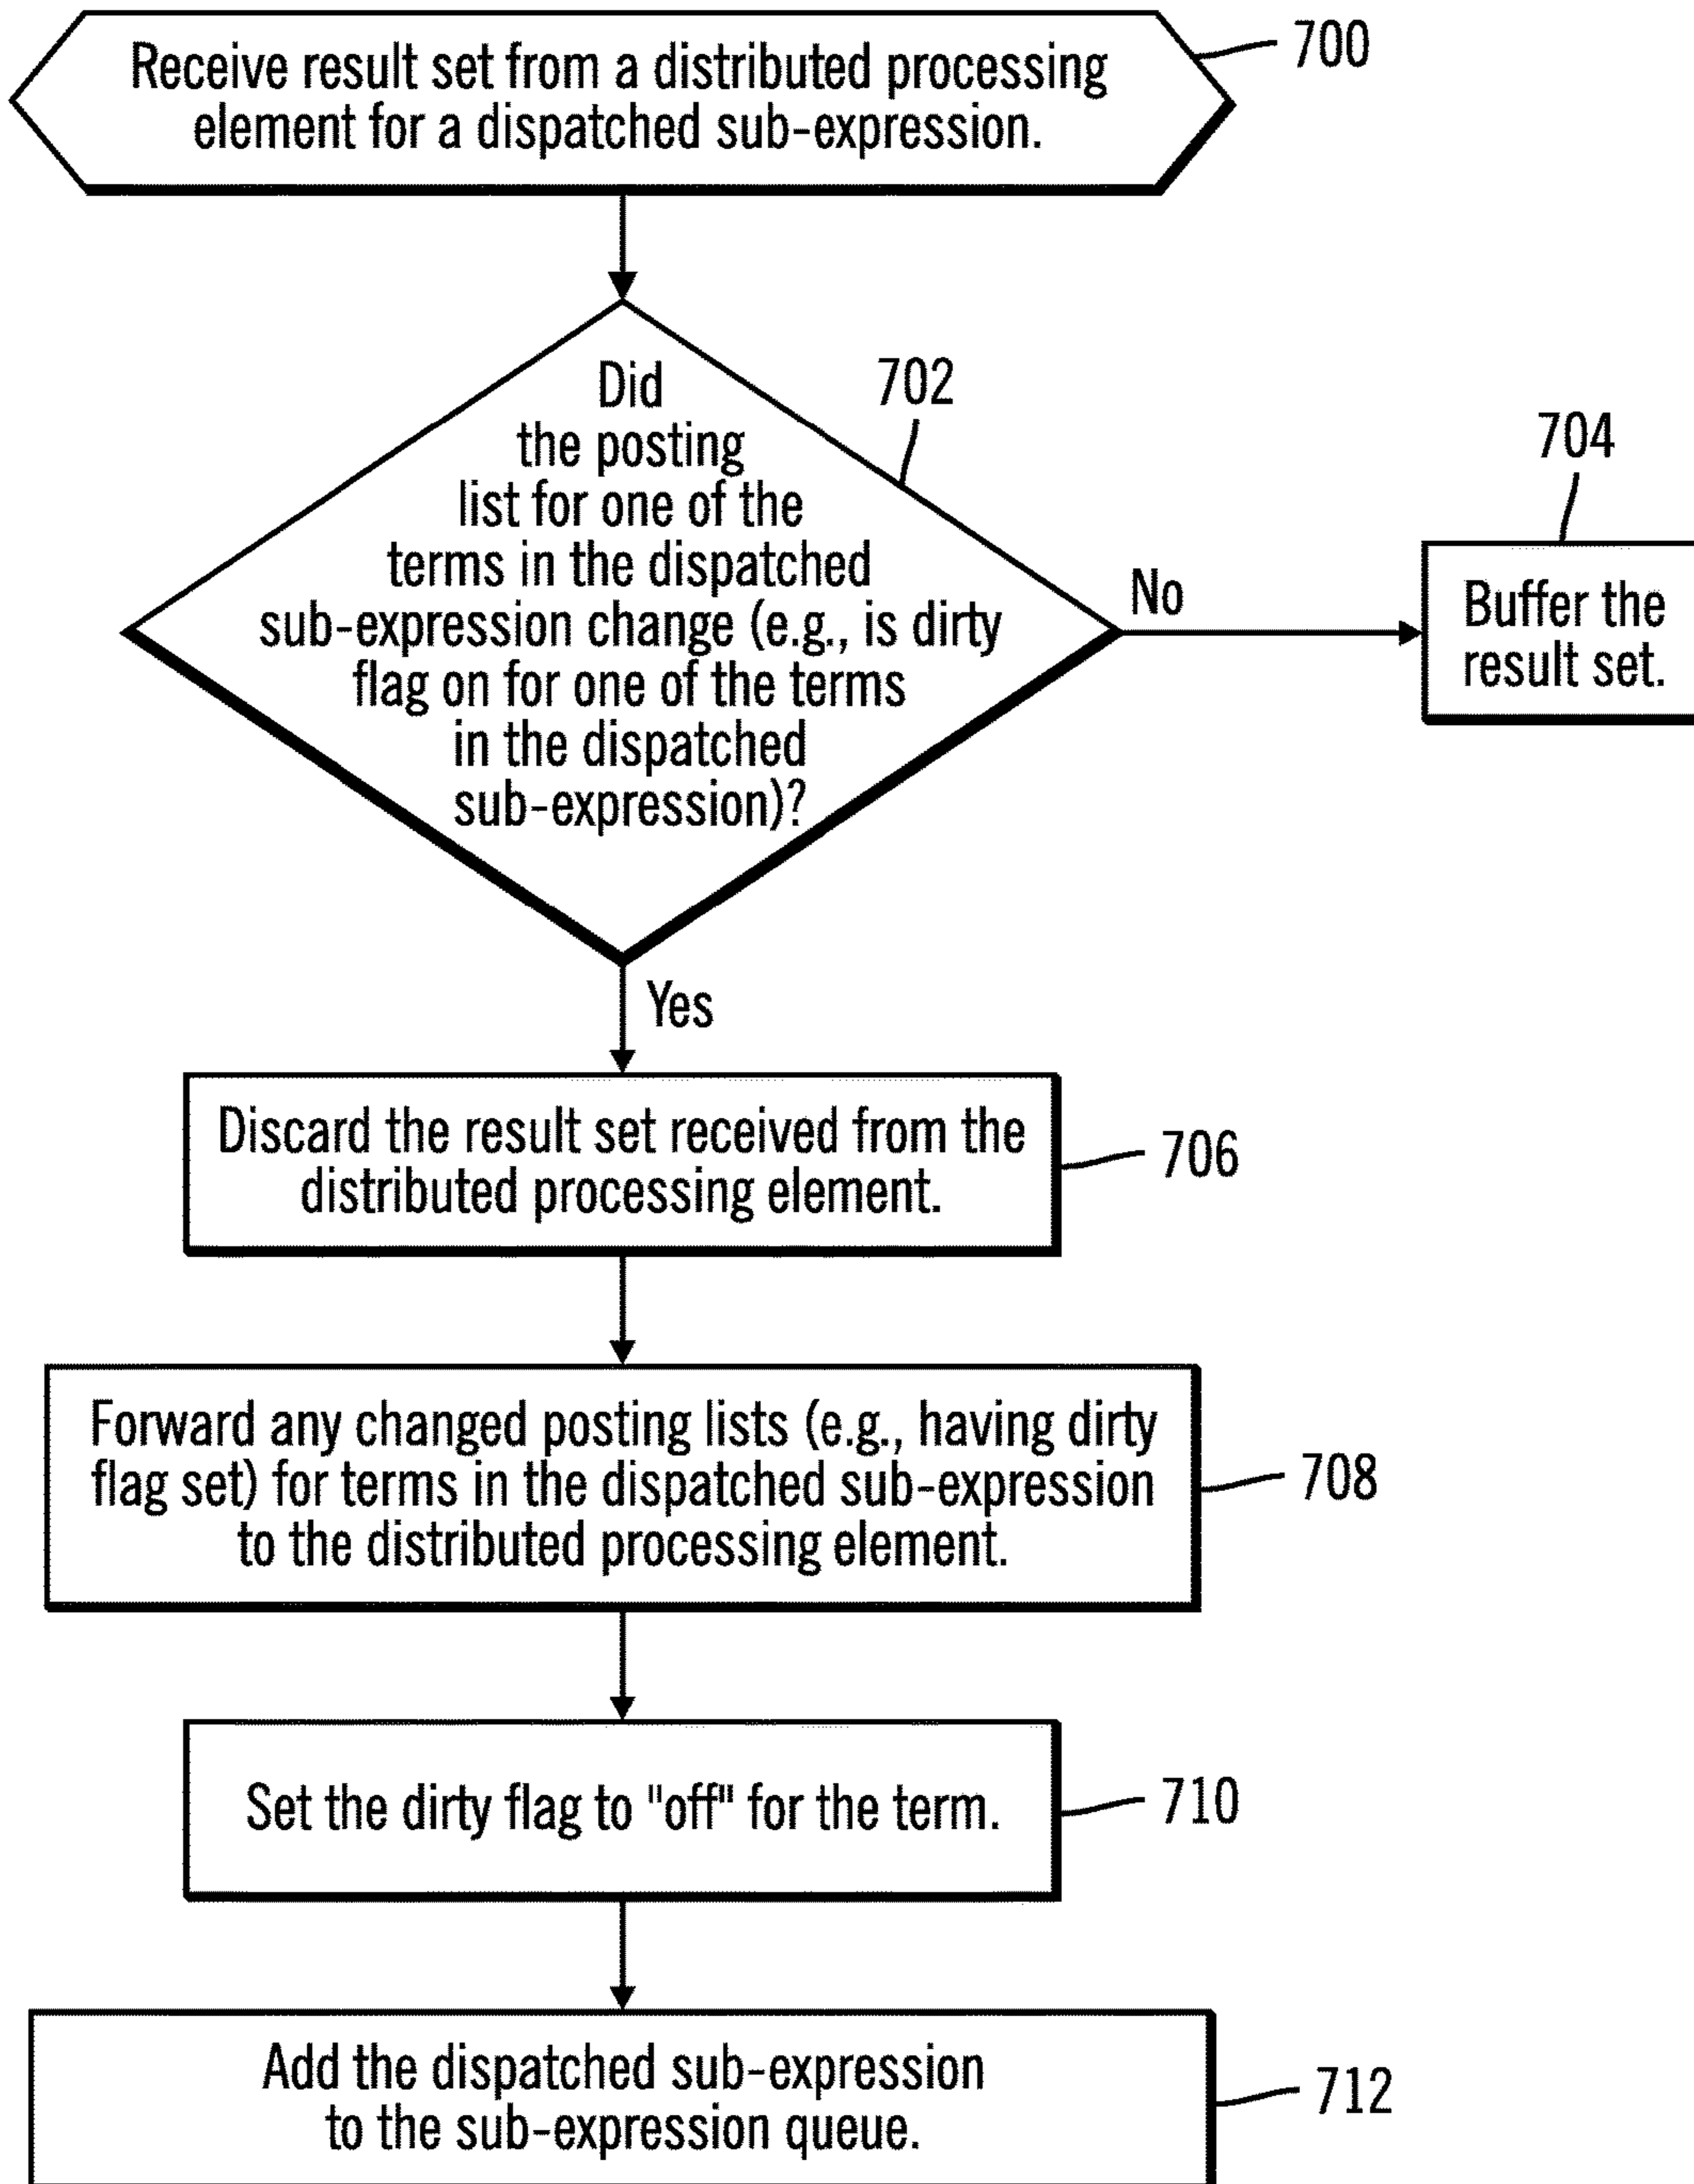 Receive result set from a distributed processing
element for a dispatched sub-expression.
700
Did
the posting
list for one of the
terms in the dispatched
sub-expression change (e.g., is dirty
flag on for one of the terms
in the dispatched
sub-expression)?
702
No
704
Buffer the
result set.
Yes
Discard the result set received from the
distributed processing element.
706
Forward any changed posting lists (e.g., having dirty
flag set) for terms in the dispatched sub-expression
to the distributed processing element.
708
Set the dirty flag to "off" for the term.
710
Add the dispatched sub-expression
to the sub-expression queue.
712